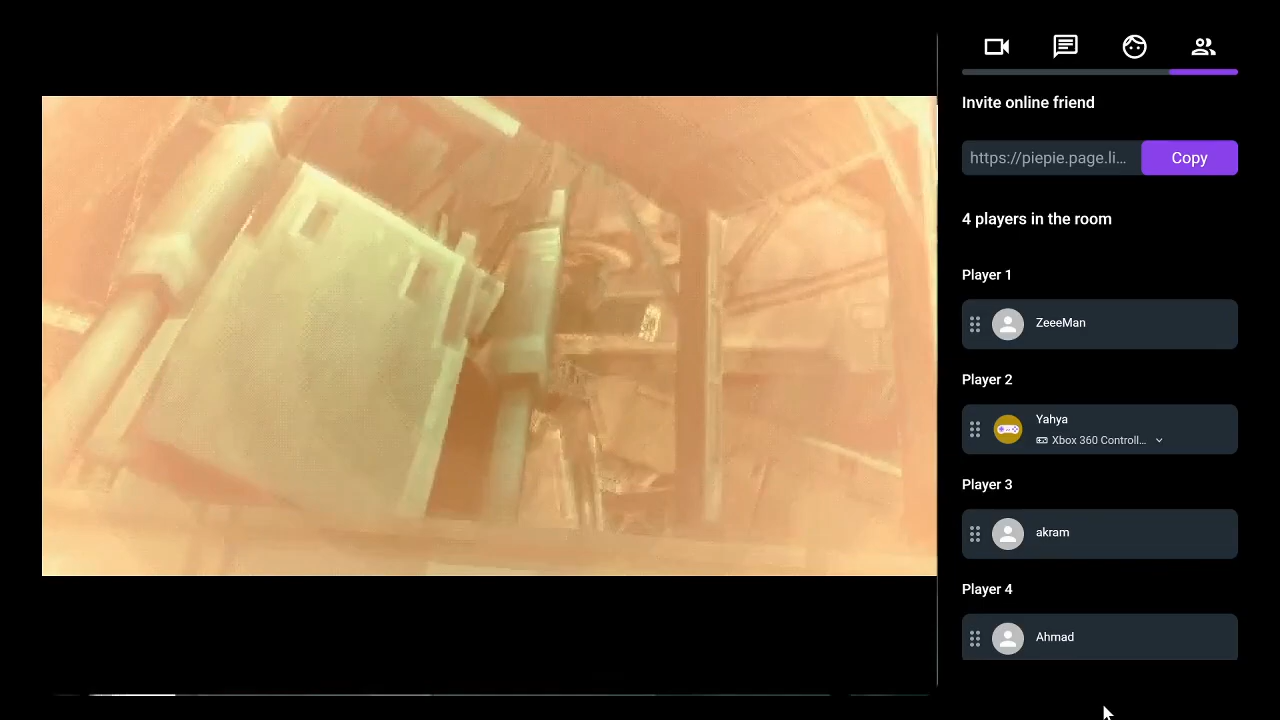 Invite online friend
https://piepie.page.li...
Copy
4 players in the room
Player 1
ZeeeMan
Player 2
Yahya
Xbox 360 Controll...
Player 3
akram
Player 4
Ahmad